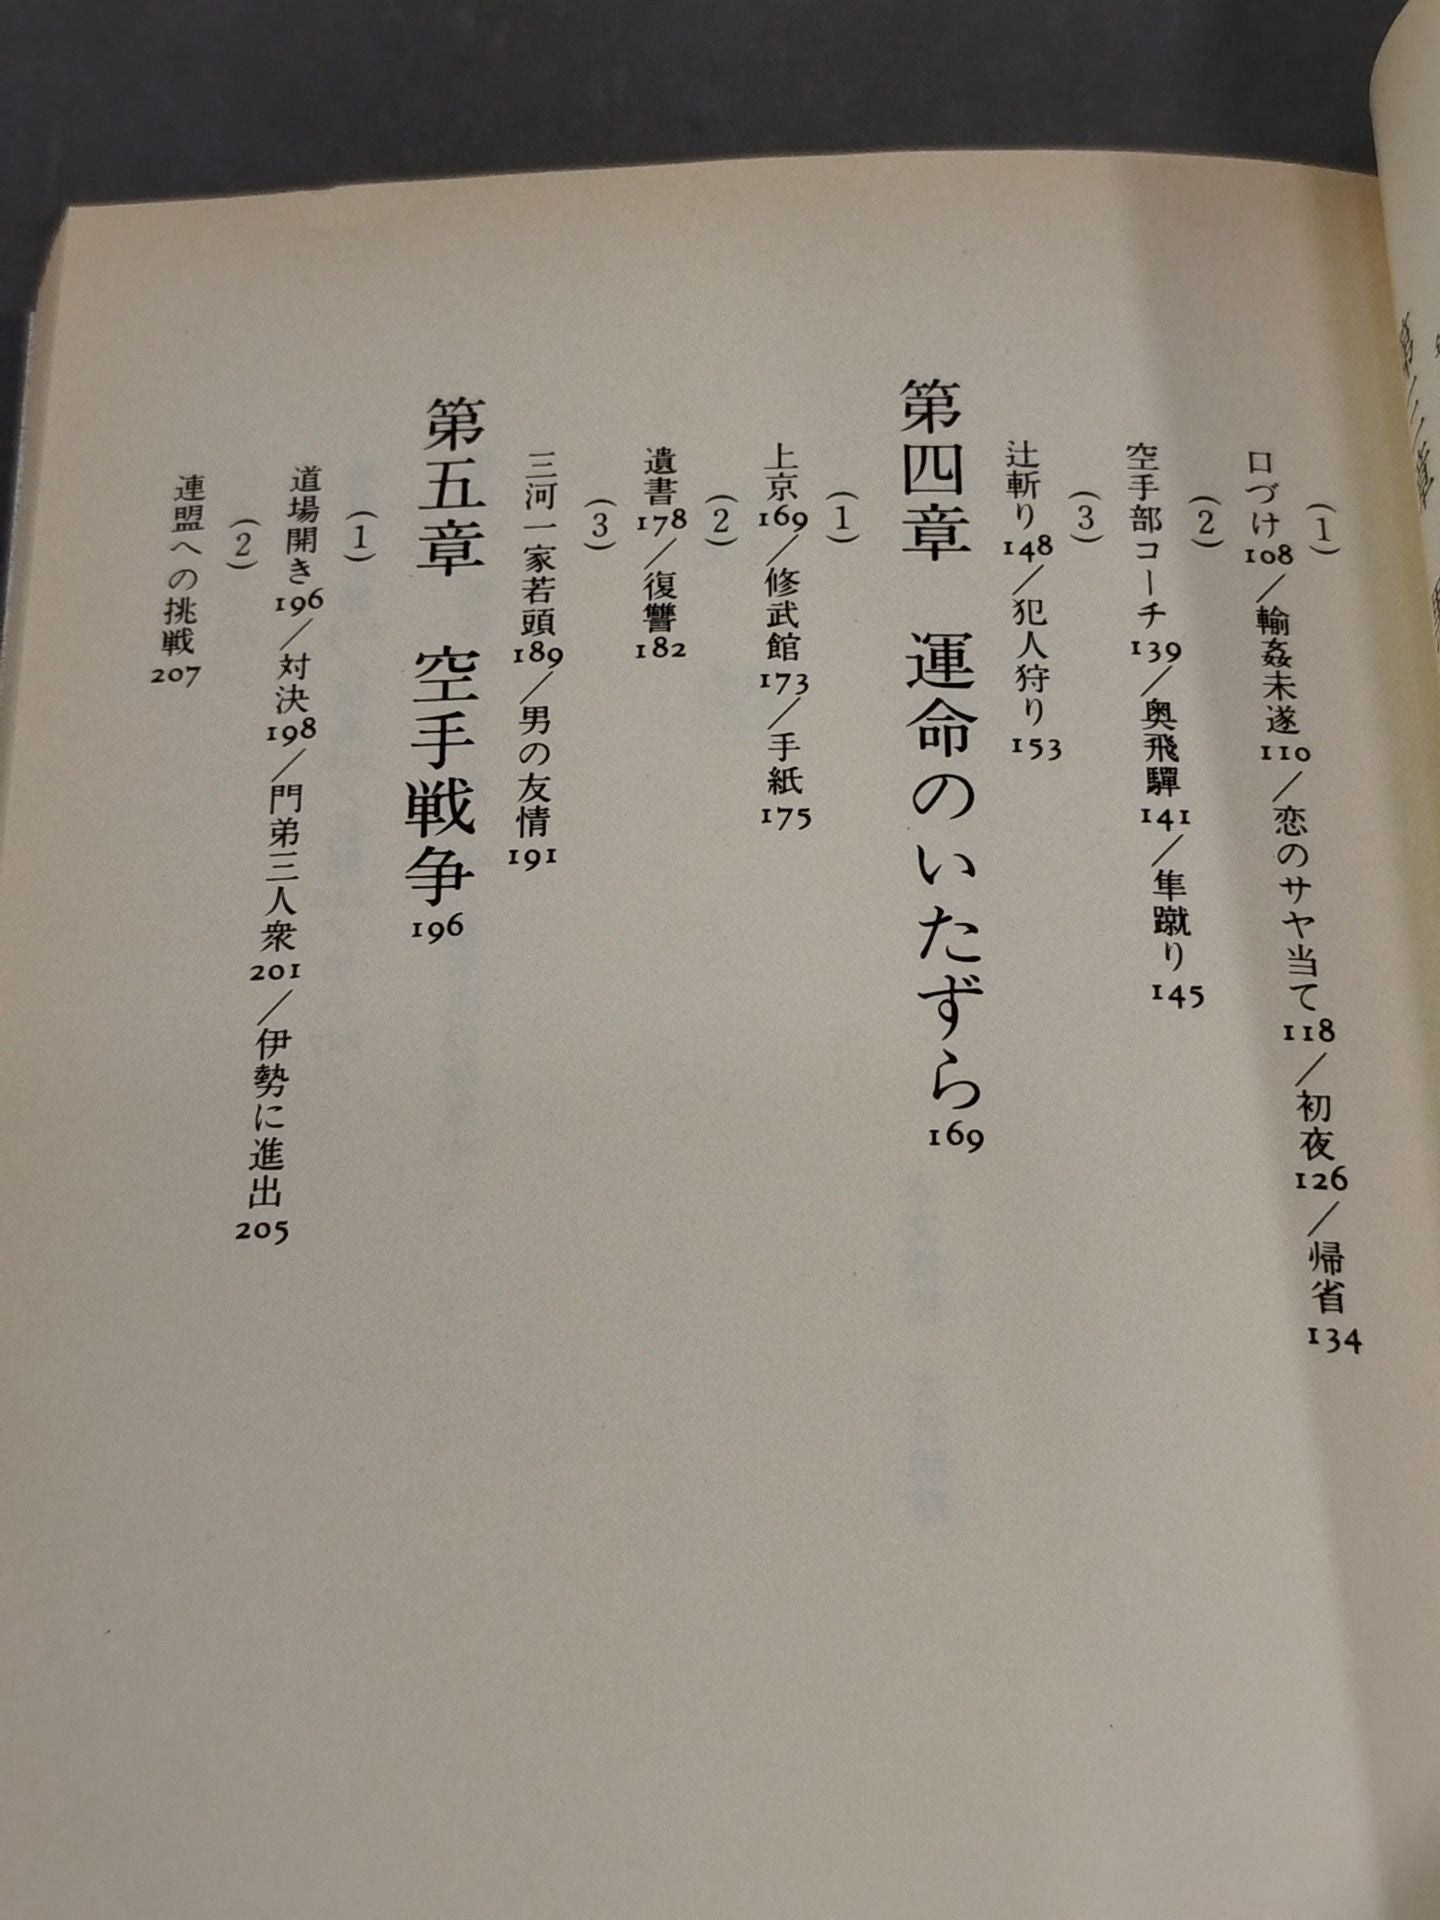 (1)
口づけ108／輪姦未遂110／恋のサヤ当て118／初夜126／帰省134
(2)
空手部コーチ139／奥飛驒141／隼蹴り145
(3)
辻斬り148／犯人狩り153
第四章　運命のいたずら169
(1)
上京169／修武館173／手紙175
(2)
遺書178／復讐182
(3)
三河一家若頭189／男の友情191
第五章　空手戦争196
(1)
道場開き196／対決198／門弟三人衆201／伊勢に進出205
(2)
連盟への挑戦207